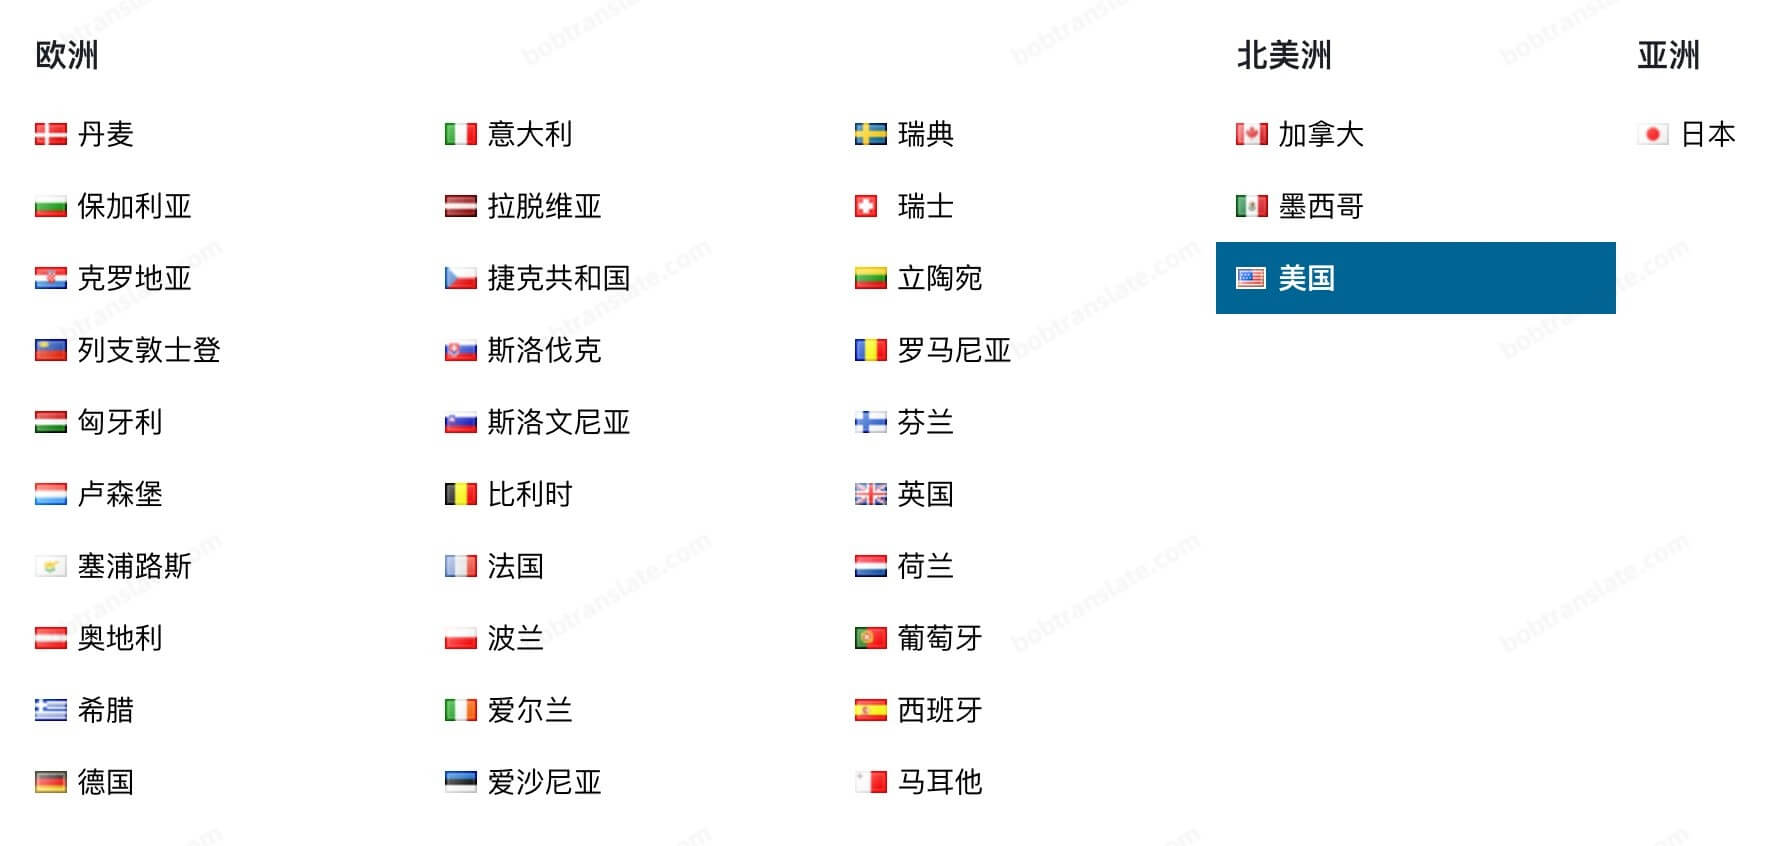 欧洲
丹麦
保加利亚
克罗地亚
列支敦士登
匈牙利
卢森堡
塞浦路斯
奥地利
希腊
德国
意大利
拉脱维亚
捷克共和国
斯洛伐克
斯洛文尼亚
比利时
法国
波兰
爱尔兰
爱沙尼亚
瑞典
瑞士
立陶宛
罗马尼亚
芬兰
英国
荷兰
葡萄牙
西班牙
马耳他
北美洲
加拿大
墨西哥
美国
亚洲
日本
bobtranslate.com